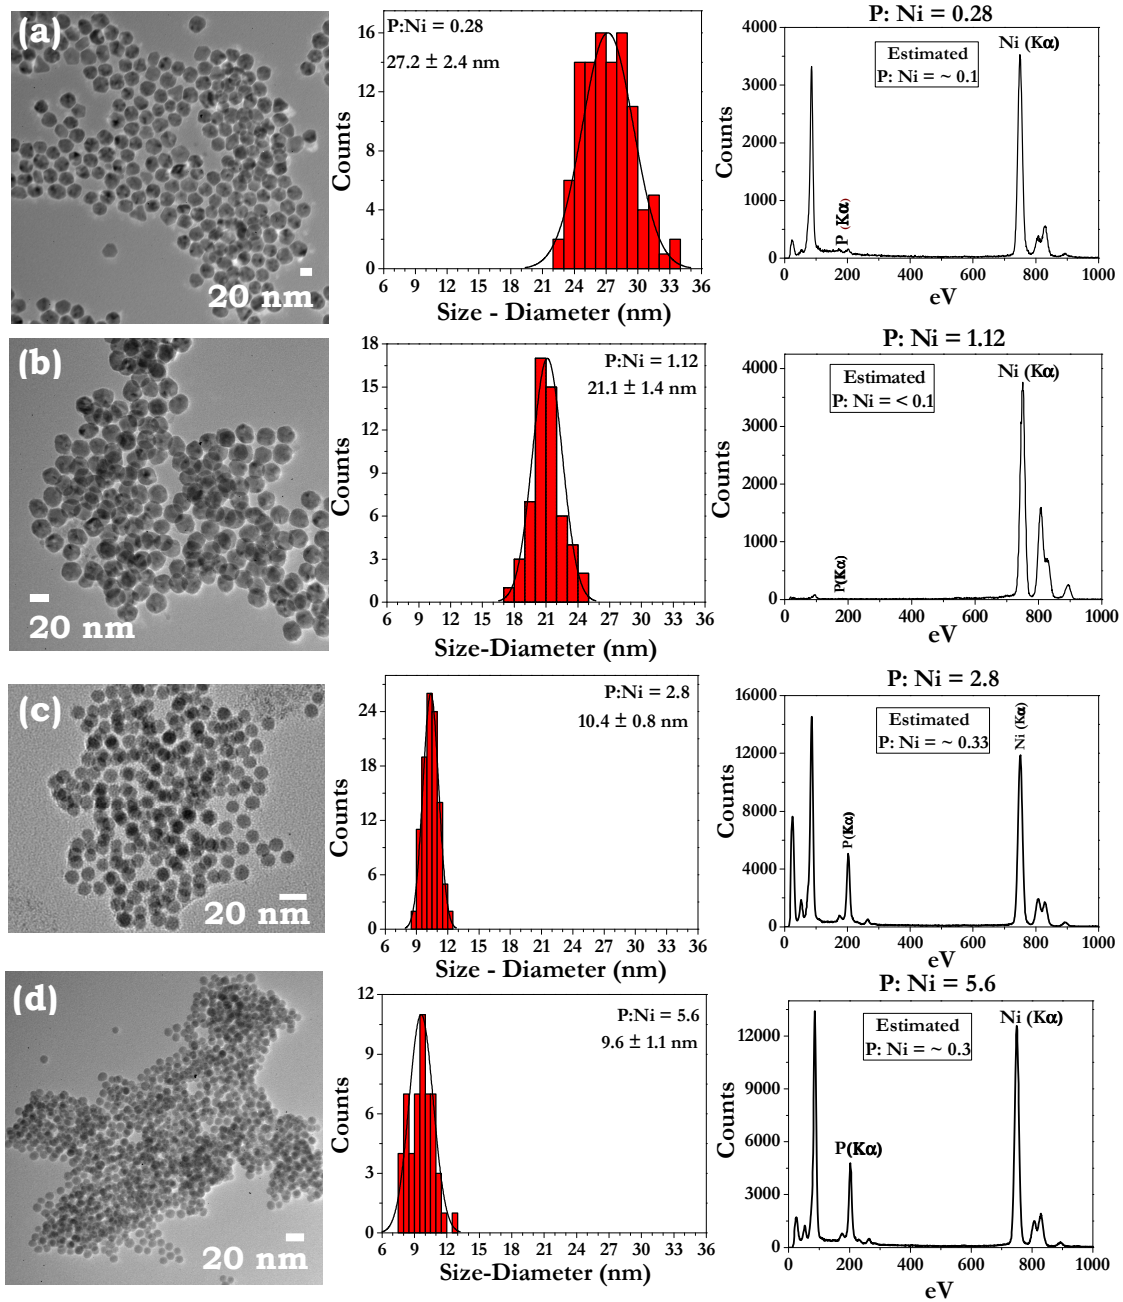 (a)
20 nm
P:Ni = 0.28
27.2 ± 2.4 nm
16
12
8
4
0
Counts
6 9 12 15 18 21 24 27 30 33 36
Size - Diameter (nm)
P: Ni = 0.28
Estimated
P: Ni = ~ 0.1
Ni (Kα)
P (Kα)
4000
3000
2000
1000
0
Counts
0 200 400 600 800 1000
eV
(b)
20 nm
P:Ni = 1.12
21.1 ± 1.4 nm
18
15
12
9
6
3
0
Counts
6 9 12 15 18 21 24 27 30 33 36
Size-Diameter (nm)
P: Ni = 1.12
Estimated
P: Ni = < 0.1
Ni (Kα)
P(Kα)
4000
3000
2000
1000
0
Counts
0 200 400 600 800 1000
eV
(c)
20 nm
P:Ni = 2.8
10.4 ± 0.8 nm
24
18
12
6
0
Counts
6 9 12 15 18 21 24 27 30 33 36
Size - Diameter (nm)
P: Ni = 2.8
Estimated
P: Ni = ~ 0.33
Ni (Kα)
P(Kα)
16000
12000
8000
4000
0
Counts
0 200 400 600 800 1000
eV
(d)
20 nm
P:Ni = 5.6
9.6 ± 1.1 nm
12
9
6
3
0
Counts
6 9 12 15 18 21 24 27 30 33 36
Size-Diameter (nm)
P: Ni = 5.6
Estimated
P: Ni = ~ 0.3
Ni (Kα)
P(Kα)
12000
9000
6000
3000
0
Counts
0 200 400 600 800 1000
eV